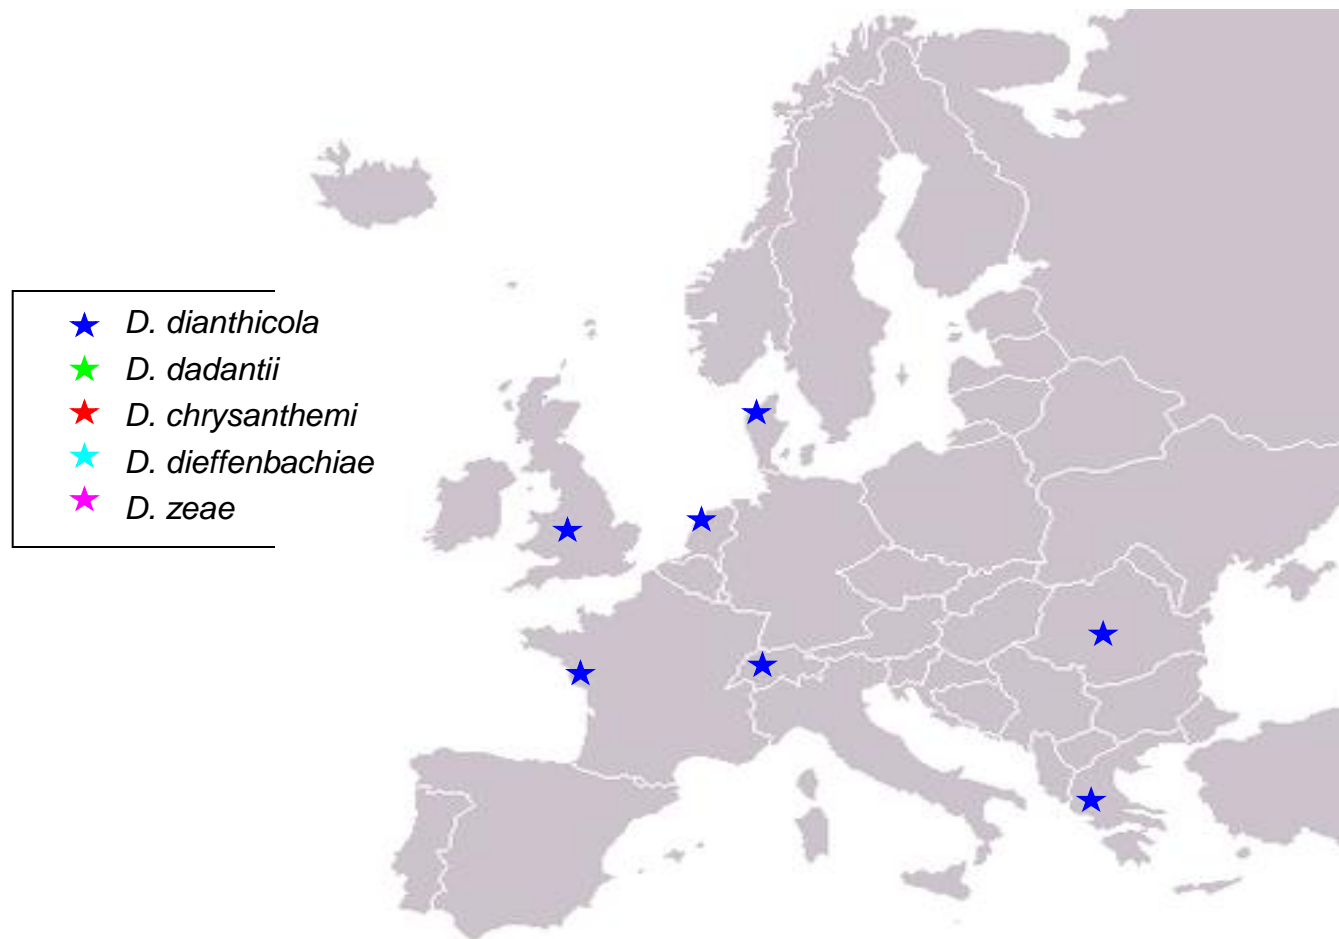 D. dianthicola
D. dadantii
D. chrysanthemi
D. dieffenbachiae
D. zeae